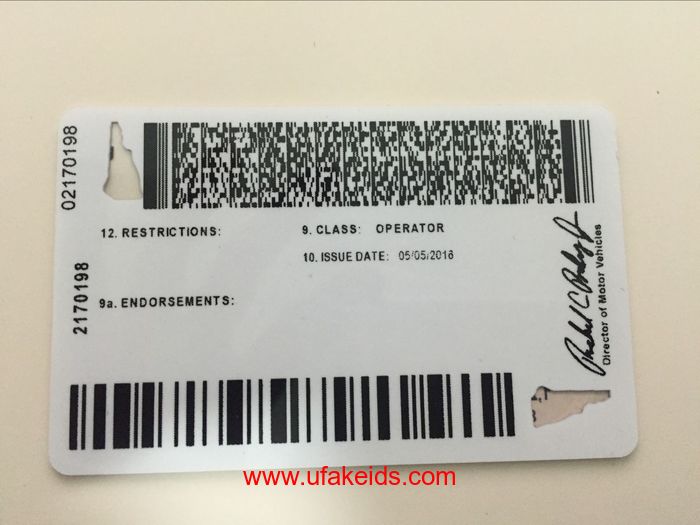 02170198
12. RESTRICTIONS:
9. CLASS: OPERATOR
10. ISSUE DATE: 05/05/2016
2170198
9a. ENDORSEMENTS:
Director of Motor Vehicles
www.ufakeids.com